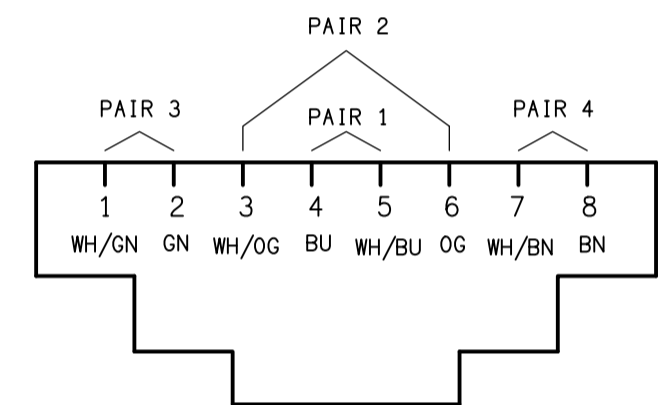 PAIR 2
PAIR 3 PAIR 1 PAIR 4
1 2 3 4 5 6 7 8
WH/GN GN WH/OG BU WH/BU OG WH/BN BN